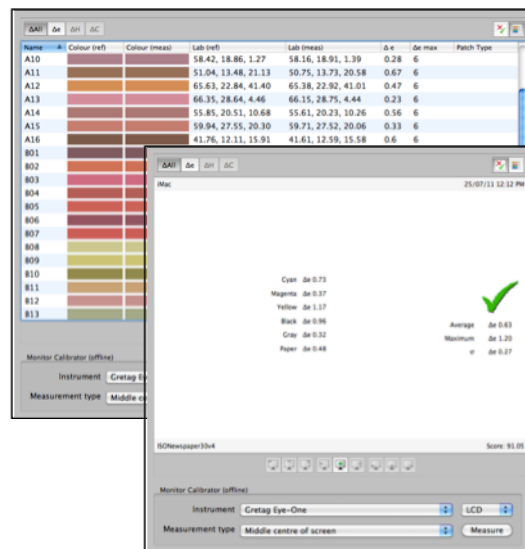 ΔAll Δe ΔH ΔC
Name Colour (ref) Colour (meas) Lab (ref) Lab (meas) Δ e Δe max Patch Type
A10 58.42, 18.86, 1.27 58.16, 18.91, 1.39 0.28 6
A11 51.04, 13.48, 21.13 50.75, 13.73, 20.58 0.67 6
A12 65.63, 22.84, 41.40 65.38, 22.92, 41.01 0.47 6
A13 66.35, 28.64, 4.46 66.15, 28.75, 4.44 0.23 6
A14 55.85, 20.51, 10.68 55.61, 20.23, 10.26 0.56 6
A15 59.94, 27.55, 20.30 59.71, 27.52, 20.06 0.33 6
A16 41.76, 12.11, 15.91 41.61, 12.59, 15.58 0.6 6
B01
B02
B03
B04
B05
B06
B07
B08
B09
B10
B11
B12
B13
Monitor Calibrator (offline)
Instrument Gretag Ey
Measurement type Middle ce
ΔAll Δe ΔH ΔC
iMac 25/07/11 12:12 PM
Cyan Δe 0.73
Magenta Δe 0.37
Yellow Δe 1.17
Black Δe 0.96
Gray Δe 0.32
Paper Δe 0.48
Average Δe 0.63
Maximum Δe 1.20
σ Δe 0.27
ISONewspaper30v4 Score: 91.05
Monitor Calibrator (offline)
Instrument Gretag Eye-One LCD
Measurement type Middle centre of screen Measure